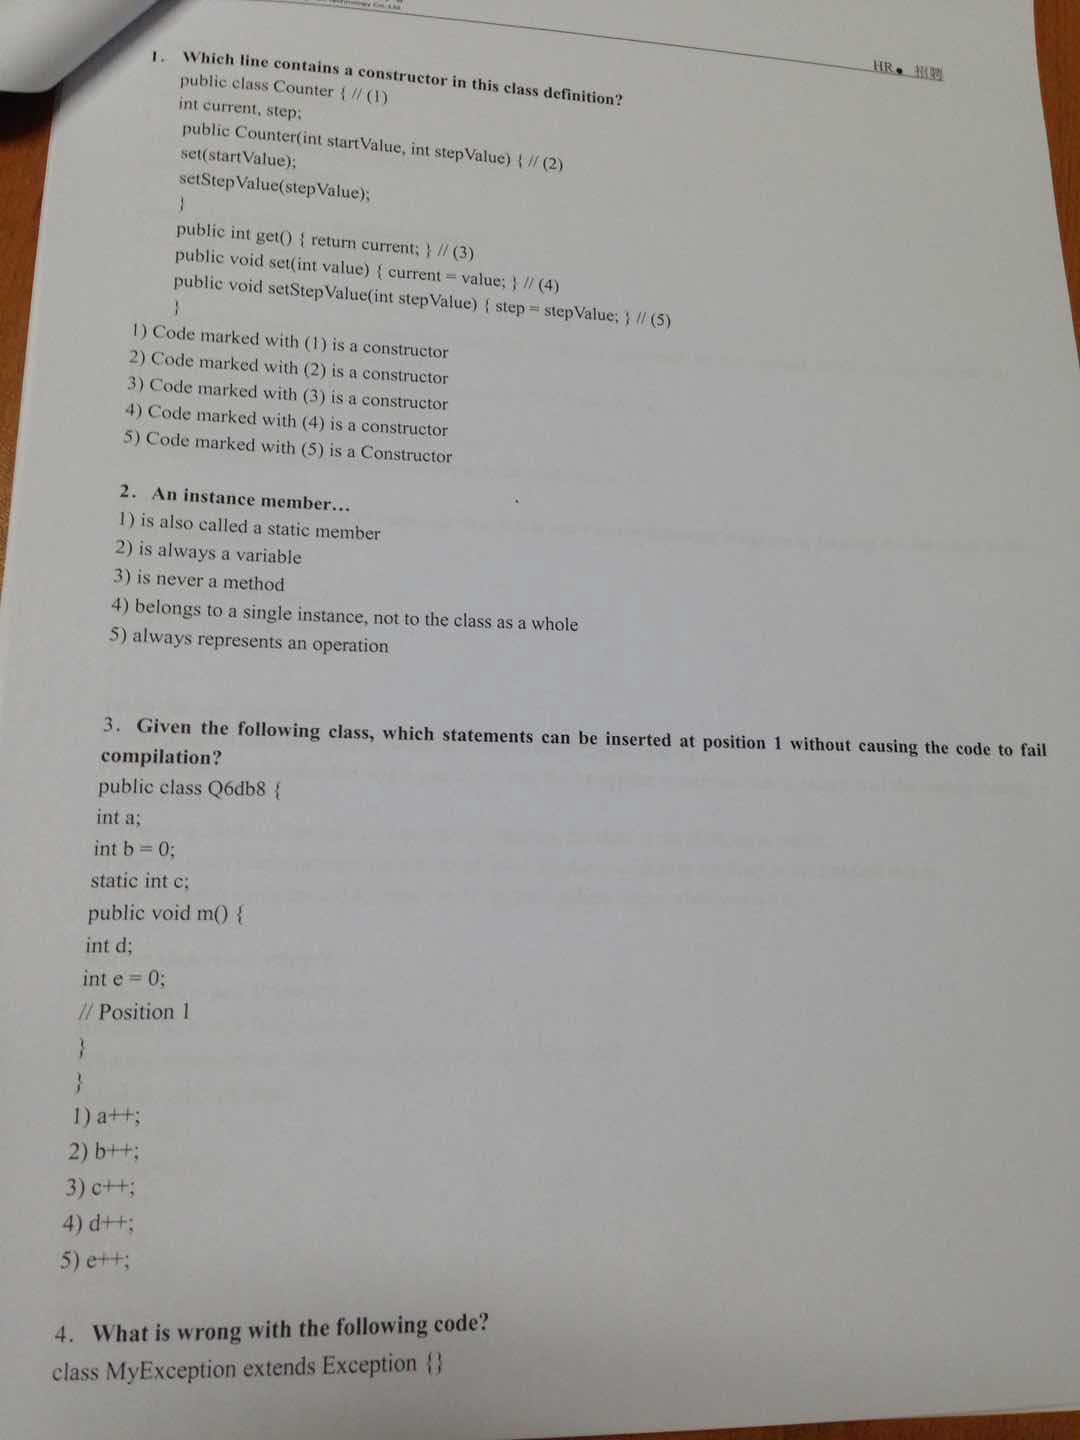 Technology Co., Ltd.
HR● 招聘
1. Which line contains a constructor in this class definition?
public class Counter { // (1)
int current, step;
public Counter(int startValue, int stepValue) { // (2)
set(startValue);
setStepValue(stepValue);
}
public int get() { return current; } // (3)
public void set(int value) { current = value; } // (4)
public void setStepValue(int stepValue) { step = stepValue; } // (5)
}
1) Code marked with (1) is a constructor
2) Code marked with (2) is a constructor
3) Code marked with (3) is a constructor
4) Code marked with (4) is a constructor
5) Code marked with (5) is a Constructor
2. An instance member...
1) is also called a static member
2) is always a variable
3) is never a method
4) belongs to a single instance, not to the class as a whole
5) always represents an operation
3. Given the following class, which statements can be inserted at position 1 without causing the code to fail
compilation?
public class Q6db8 {
int a;
int b = 0;
static int c;
public void m() {
int d;
int e = 0;
// Position 1
}
}
1) a++;
2) b++;
3) c++;
4) d++;
5) e++;
4. What is wrong with the following code?
class MyException extends Exception {}